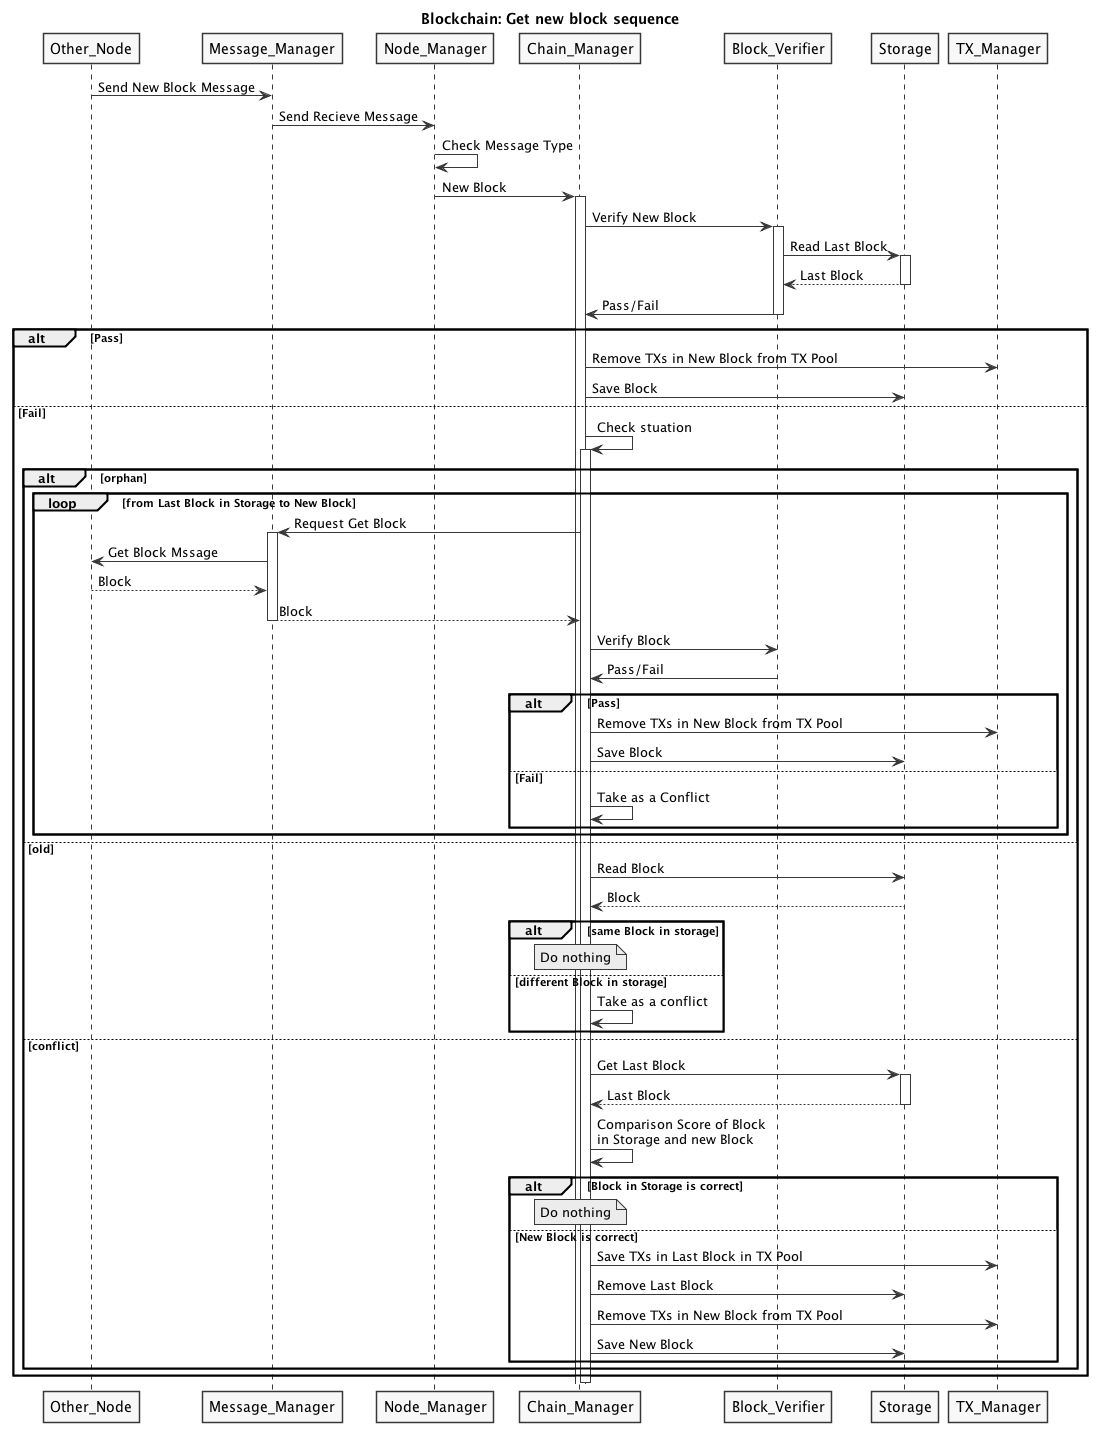 Blockchain: Get new block sequence
Other_Node Message_Manager Node_Manager Chain_Manager Block_Verifier Storage TX_Manager
Send New Block Message
Send Recieve Message
Check Message Type
New Block
Verify New Block
Read Last Block
Last Block
Pass/Fail
alt [Pass]
Remove TXs in New Block from TX Pool
Save Block
[Fail]
Check stuation
alt [orphan]
loop [from Last Block in Storage to New Block]
Request Get Block
Get Block Mssage
Block
Block
Verify Block
Pass/Fail
alt [Pass]
Remove TXs in New Block from TX Pool
Save Block
[Fail]
Take as a Conflict
[old]
Read Block
Block
alt [same Block in storage]
Do nothing
[different Block in storage]
Take as a conflict
[conflict]
Get Last Block
Last Block
Comparison Score of Block
in Storage and new Block
alt [Block in Storage is correct]
Do nothing
[New Block is correct]
Save TXs in Last Block in TX Pool
Remove Last Block
Remove TXs in New Block from TX Pool
Save New Block
Other_Node Message_Manager Node_Manager Chain_Manager Block_Verifier Storage TX_Manager